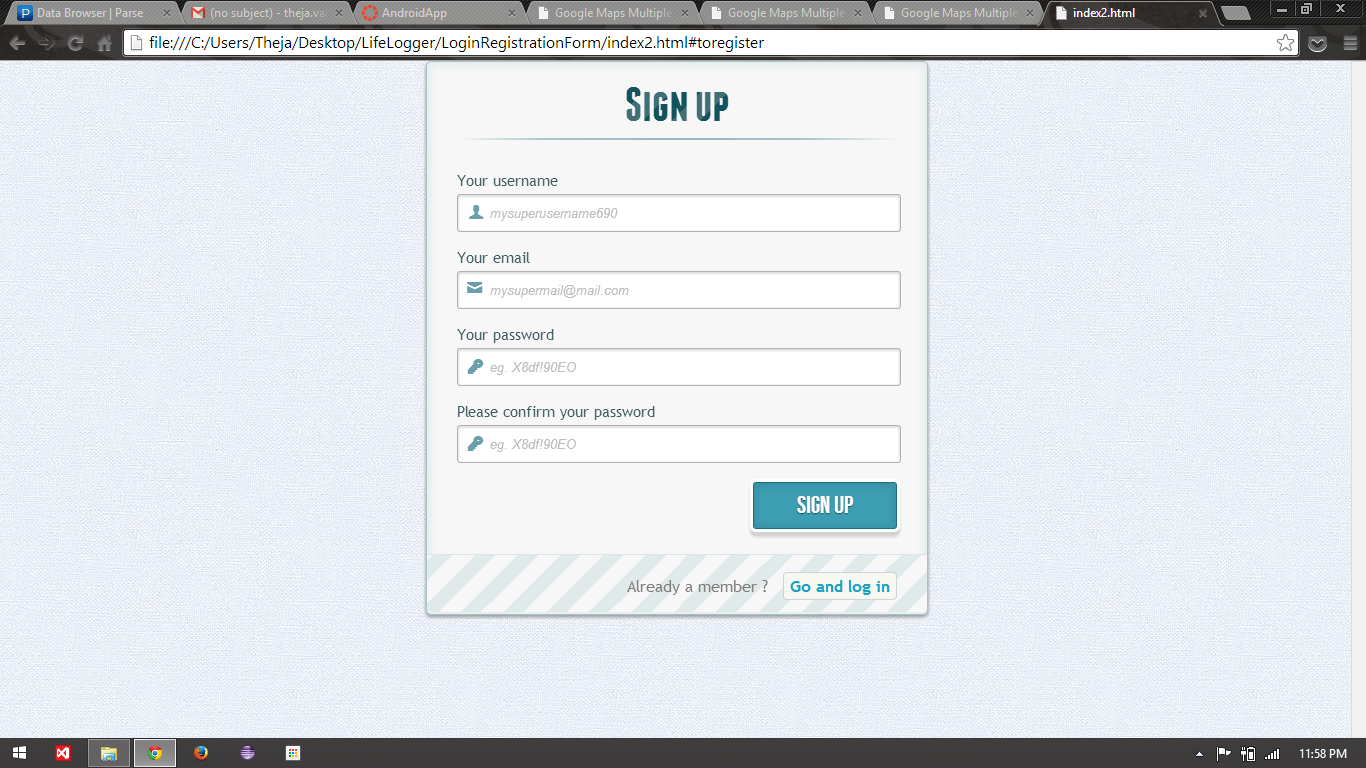 Data Browser | Parse
(no subject) - theja.va
AndroidApp
Google Maps Multiple
Google Maps Multiple
Google Maps Multiple
index2.html
file:///C:/Users/Theja/Desktop/LifeLogger/LoginRegistrationForm/index2.html#toregister
Sign up
Your username
mysuperusername690
Your email
mysupermail@mail.com
Your password
eg. X8df!90EO
Please confirm your password
eg. X8df!90EO
SIGN UP
Already a member ? Go and log in
11:58 PM